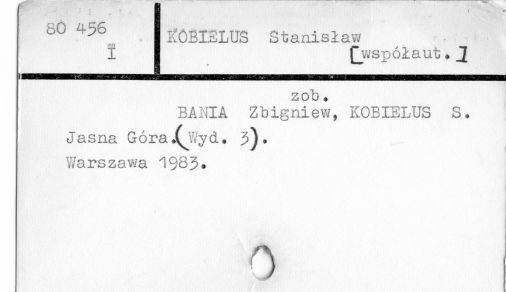 80 456
I
KOBIELUS Stanisław
[współaut.]
zob.
BANIA Zbigniew, KOBIELUS S.
Jasna Góra.(Wyd. 3).
Warszawa 1983.